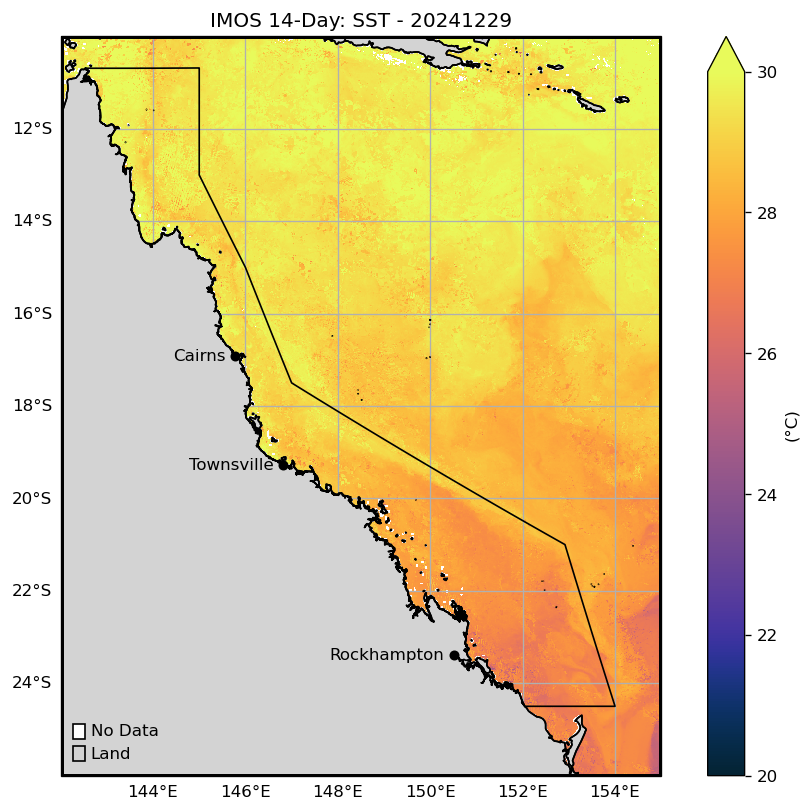 IMOS 14-Day: SST - 20241229
12°S
14°S
16°S
18°S
20°S
22°S
24°S
Cairns
Townsville
Rockhampton
No Data
Land
144°E 146°E 148°E 150°E 152°E 154°E
30
28
26
24
22
20
(°C)